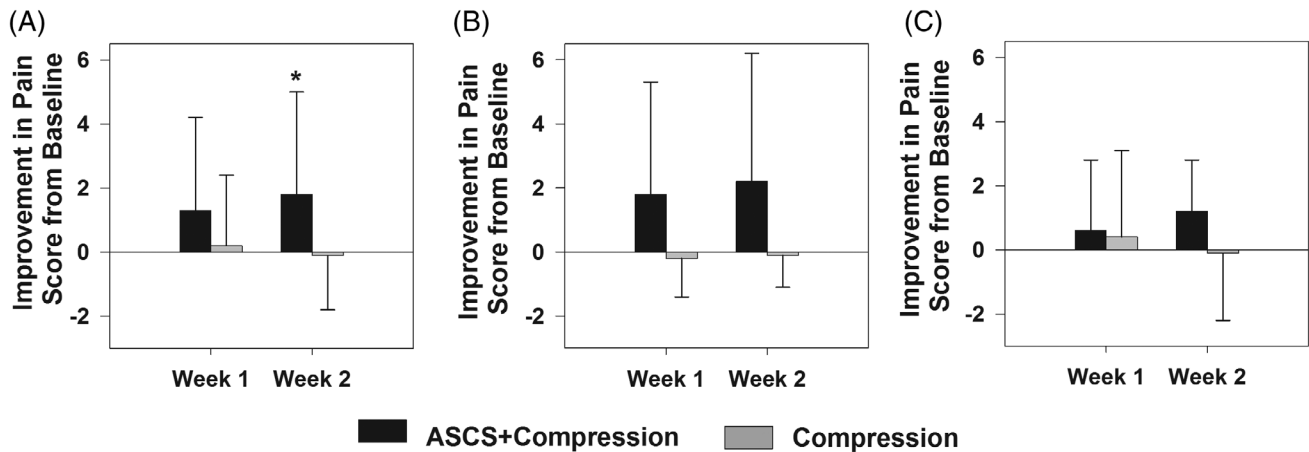 (A)
Improvement in Pain
Score from Baseline
6
4
2
0
-2
*
Week 1 Week 2
(B)
Improvement in Pain
Score from Baseline
6
4
2
0
-2
Week 1 Week 2
(C)
Improvement in Pain
Score from Baseline
6
4
2
0
-2
Week 1 Week 2
ASCS+Compression Compression